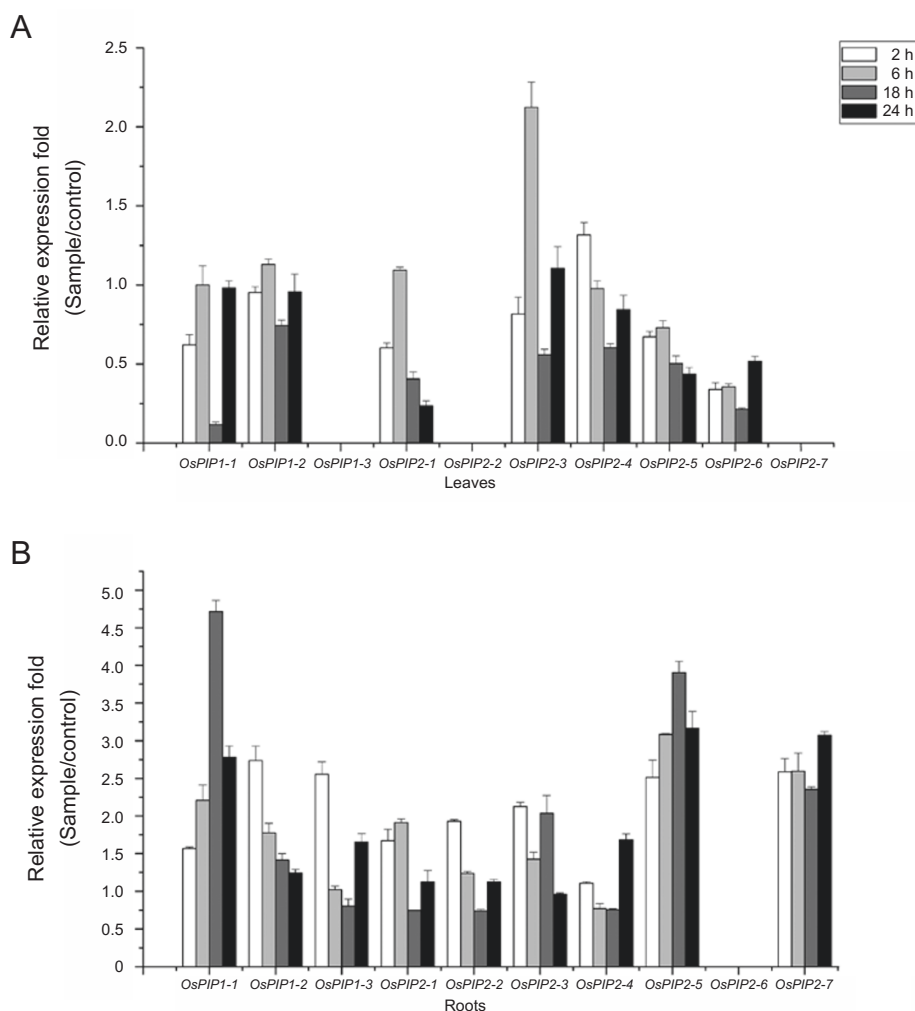 A
2 h
6 h
18 h
24 h
Relative expression fold
(Sample/control)
2.5
2.0
1.5
1.0
0.5
0.0
OsPIP1-1 OsPIP1-2 OsPIP1-3 OsPIP2-1 OsPIP2-2 OsPIP2-3 OsPIP2-4 OsPIP2-5 OsPIP2-6 OsPIP2-7
Leaves
B
Relative expression fold
(Sample/control)
5.0
4.5
4.0
3.5
3.0
2.5
2.0
1.5
1.0
0.5
0
OsPIP1-1 OsPIP1-2 OsPIP1-3 OsPIP2-1 OsPIP2-2 OsPIP2-3 OsPIP2-4 OsPIP2-5 OsPIP2-6 OsPIP2-7
Roots